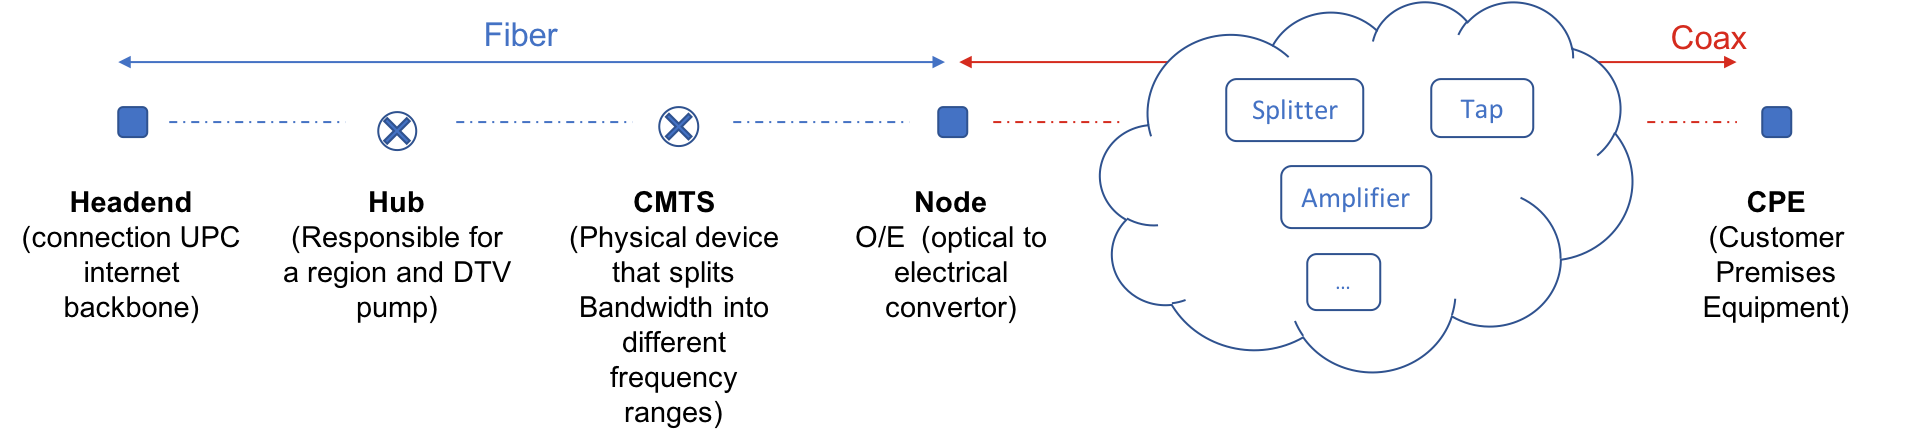 Fiber
Coax
Splitter
Tap
Amplifier
...
Headend
(connection UPC
internet
backbone)
Hub
(Responsible for
a region and DTV
pump)
CMTS
(Physical device
that splits
Bandwidth into
different
frequency
ranges)
Node
O/E (optical to
electrical
convertor)
CPE
(Customer
Premises
Equipment)